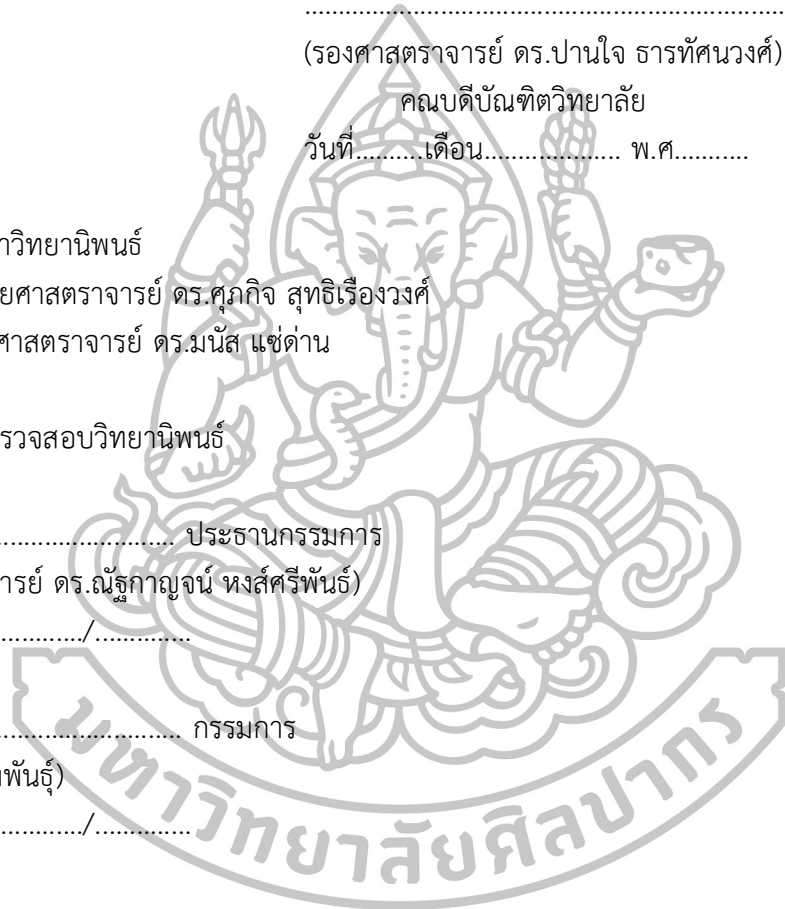 ........................................................................
(รองศาสตราจารย์ ดร.ปานใจ ธารทัศนวงศ์)
คณบดีบัณฑิตวิทยาลัย
วันที่..........เดือน.................... พ.ศ...........
าวิทยานิพนธ์
ยศาสตราจารย์ ดร.ศุภกิจ สุทธิเรืองวงศ์
ศาสตราจารย์ ดร.มนัส แซ่ด่าน
รวจสอบวิทยานิพนธ์
........................... ประธานกรรมการ
ารย์ ดร.ณัฐกาญจน์ หงส์ศรีพันธ์)
............./..............
............................ กรรมการ
พันธุ์)
............./..............
มหาวิทยาลัยศิลปากร